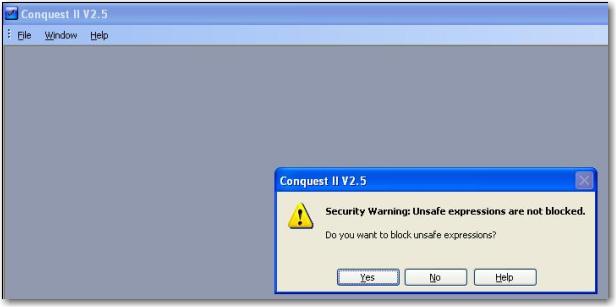 Conquest II V2.5
File Window Help
Conquest II V2.5
Security Warning: Unsafe expressions are not blocked.
Do you want to block unsafe expressions?
Yes No Help